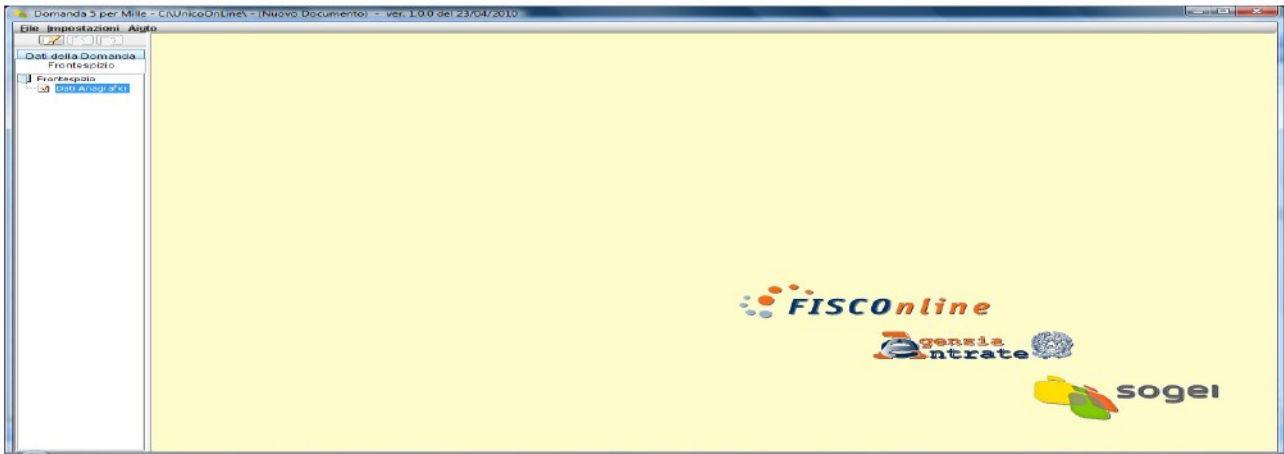 Domanda 5 per Mille - C:\UnicoOnLine\ - (Nuovo Documento) - ver. 1.0.0 del 23/04/2010
File Impostazioni Aiuto
Dati della Domanda
Frontespizio
Frontespizio
Dati Anagrafici
FISCOnline
Agenzia
Entrate
sogei